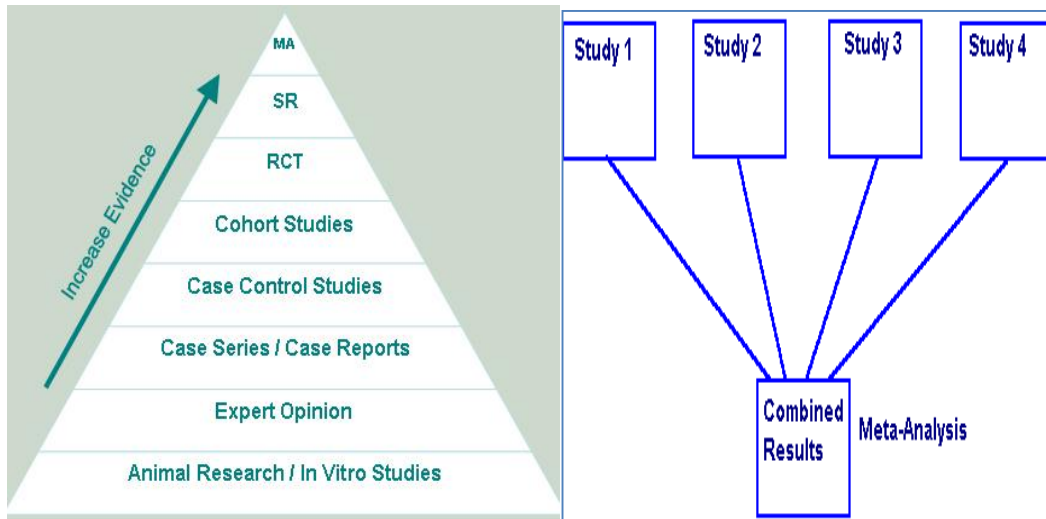 MA
SR
RCT
Cohort Studies
Case Control Studies
Case Series / Case Reports
Expert Opinion
Animal Research / In Vitro Studies
Increase Evidence
Study 1
Study 2
Study 3
Study 4
Combined
Results
Meta-Analysis